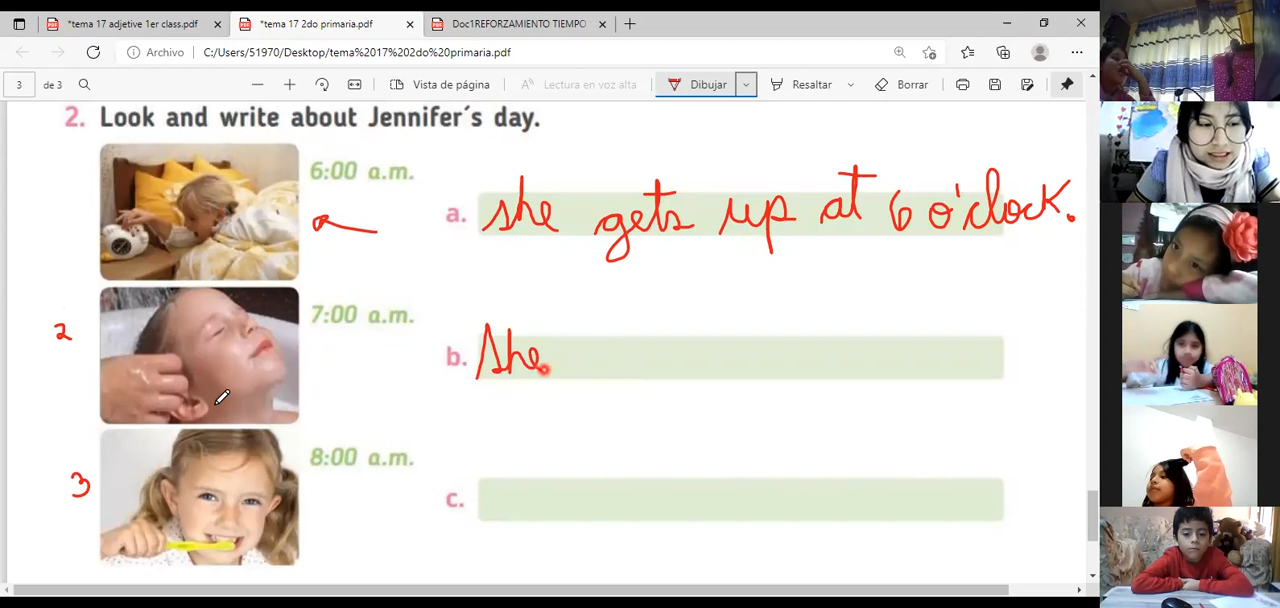 *tema 17 adjetive 1er class.pdf
*tema 17 2do primaria.pdf
Doc1REFORZAMIENTO TIEMPO
Archivo
C:/Users/51970/Desktop/tema%2017%202do%20primaria.pdf
3 de 3
Vista de página
Lectura en voz alta
Dibujar
Resaltar
Borrar
2. Look and write about Jennifer´s day.
6:00 a.m.
a. she gets up at 6 o'clock.
2
7:00 a.m.
b. She
3
8:00 a.m.
c.